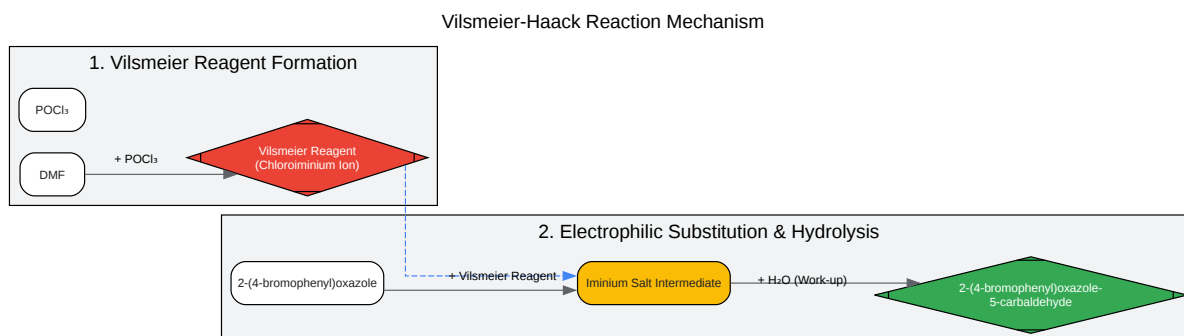 Vilsmeier-Haack Reaction Mechanism
1. Vilsmeier Reagent Formation
POCl₃
DMF
+ POCl₃
Vilsmeier Reagent
(Chloroiminium Ion)
2. Electrophilic Substitution & Hydrolysis
2-(4-bromophenyl)oxazole
+ Vilsmeier Reagent
Iminium Salt Intermediate
+ H₂O (Work-up)
2-(4-bromophenyl)oxazole-
5-carbaldehyde